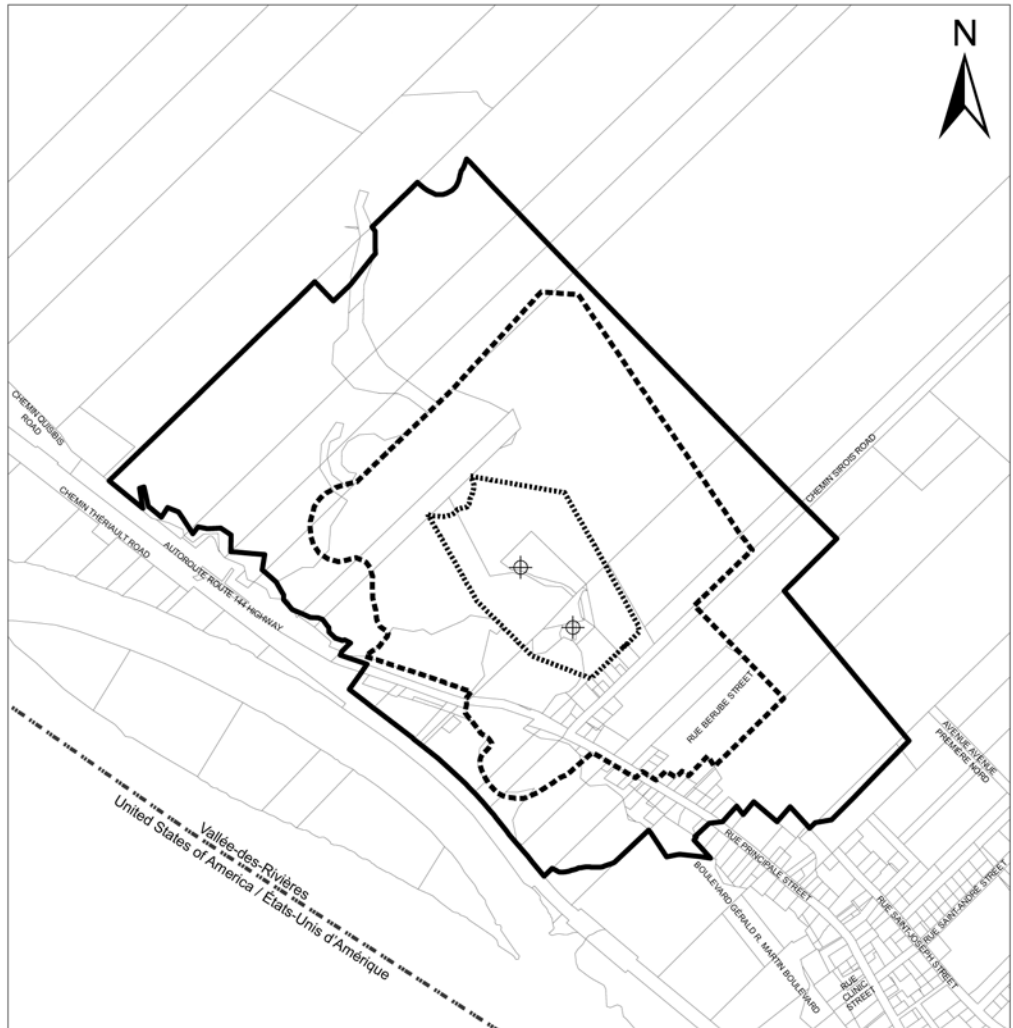 N
CHEMIN QUISIBIS
ROAD
CHEMIN THÉRIAULT ROAD
AUTOROUTE ROUTE 144 HIGHWAY
CHEMIN SIROIS ROAD
RUE BERUBE STREET
AVENUE AVENUE
PREMIÈRE NORD
Vallée-des-Rivières
United States of America / États-Unis d'Amérique
RUE PRINCIPALE STREET
BOULEVARD GÉRALD R. MARTIN BOULEVARD
RUE SAINT-JOSEPH STREET
RUE SAINT-ANDRÉ STREET
RUE
CLINIC
STREET